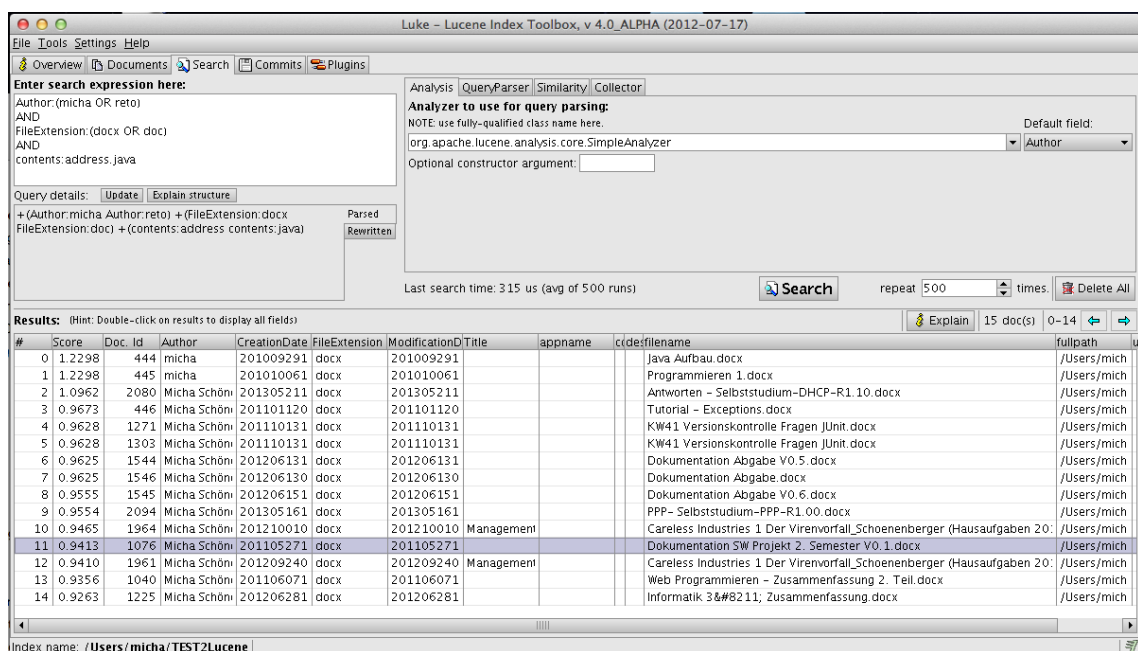 Luke – Lucene Index Toolbox, v 4.0_ALPHA (2012-07-17)
File Tools Settings Help
Overview Documents Search Commits Plugins
Enter search expression here:
Author:(micha OR reto)
AND
FileExtension:(docx OR doc)
AND
contents:address.java
Query details: Update Explain structure
+(Author:micha Author:reto) +(FileExtension:docx
FileExtension:doc) +(contents:address contents:java)
Parsed
Rewritten
Analysis QueryParser Similarity Collector
Analyzer to use for query parsing:
NOTE: use fully-qualified class name here.
Default field:
org.apache.lucene.analysis.core.SimpleAnalyzer
Author
Optional constructor argument:
Last search time: 315 us (avg of 500 runs)
Search
repeat 500 times.
Delete All
Results: (Hint: Double-click on results to display all fields)
Explain 15 doc(s) 0-14
# Score Doc. Id Author CreationDate FileExtension ModificationD Title appname cc des filename fullpath u
0 1.2298 444 micha 201009291 docx 201009291 Java Aufbau.docx /Users/mich
1 1.2298 445 micha 201010061 docx 201010061 Programmieren 1.docx /Users/mich
2 1.0962 2080 Micha Schön 201305211 docx 201305211 Antworten – Selbststudium-DHCP-R1.10.docx /Users/mich
3 0.9673 446 Micha Schön 201101120 docx 201101120 Tutorial – Exceptions.docx /Users/mich
4 0.9628 1271 Micha Schön 201110131 docx 201110131 KW41 Versionskontrolle Fragen JUnit.docx /Users/mich
5 0.9628 1303 Micha Schön 201110131 docx 201110131 KW41 Versionskontrolle Fragen JUnit.docx /Users/mich
6 0.9625 1544 Micha Schön 201206131 docx 201206131 Dokumentation Abgabe V0.5.docx /Users/mich
7 0.9625 1546 Micha Schön 201206130 docx 201206130 Dokumentation Abgabe.docx /Users/mich
8 0.9555 1545 Micha Schön 201206151 docx 201206151 Dokumentation Abgabe V0.6.docx /Users/mich
9 0.9554 2094 Micha Schön 201305161 docx 201305161 PPP- Selbststudium-PPP-R1.00.docx /Users/mich
10 0.9465 1964 Micha Schön 201210010 docx 201210010 Management Careless Industries 1 Der Virenvorfall_Schoenenberger (Hausaufgaben 20 /Users/mich
11 0.9413 1076 Micha Schön 201105271 docx 201105271 Dokumentation SW Projekt 2. Semester V0.1.docx /Users/mich
12 0.9410 1961 Micha Schön 201209240 docx 201209240 Management Careless Industries 1 Der Virenvorfall_Schoenenberger (Hausaufgaben 20 /Users/mich
13 0.9356 1040 Micha Schön 201106071 docx 201106071 Web Programmieren – Zusammenfassung 2. Teil.docx /Users/mich
14 0.9263 1225 Micha Schön 201206281 docx 201206281 Informatik 3&#8211; Zusammenfassung.docx /Users/mich
Index name: /Users/micha/TEST2Lucene